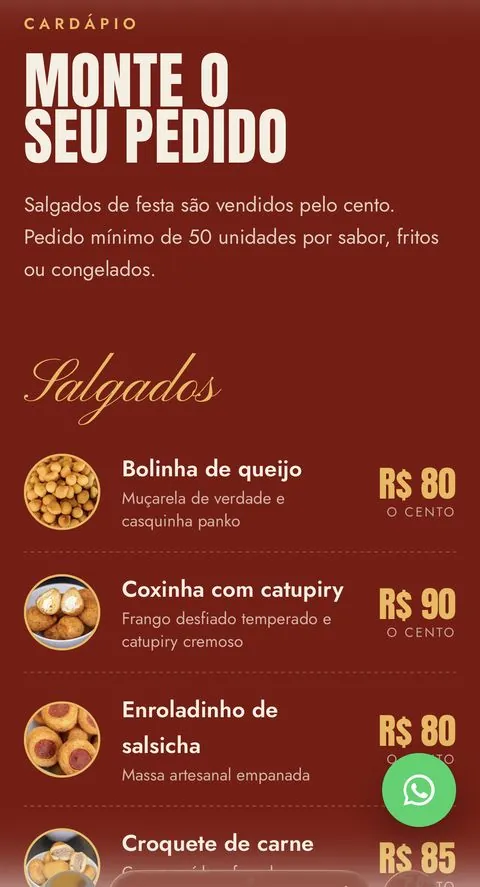 CARDÁPIO
MONTE O
SEU PEDIDO
Salgados de festa são vendidos pelo cento.
Pedido mínimo de 50 unidades por sabor, fritos
ou congelados.
Salgados
Bolinha de queijo
Muçarela de verdade e
casquinha panko
R$ 80
O CENTO
Coxinha com catupiry
Frango desfiado temperado e
catupiry cremoso
R$ 90
O CENTO
Enroladinho de
salsicha
Massa artesanal empanada
R$ 80
Croquete de carne
R$ 85